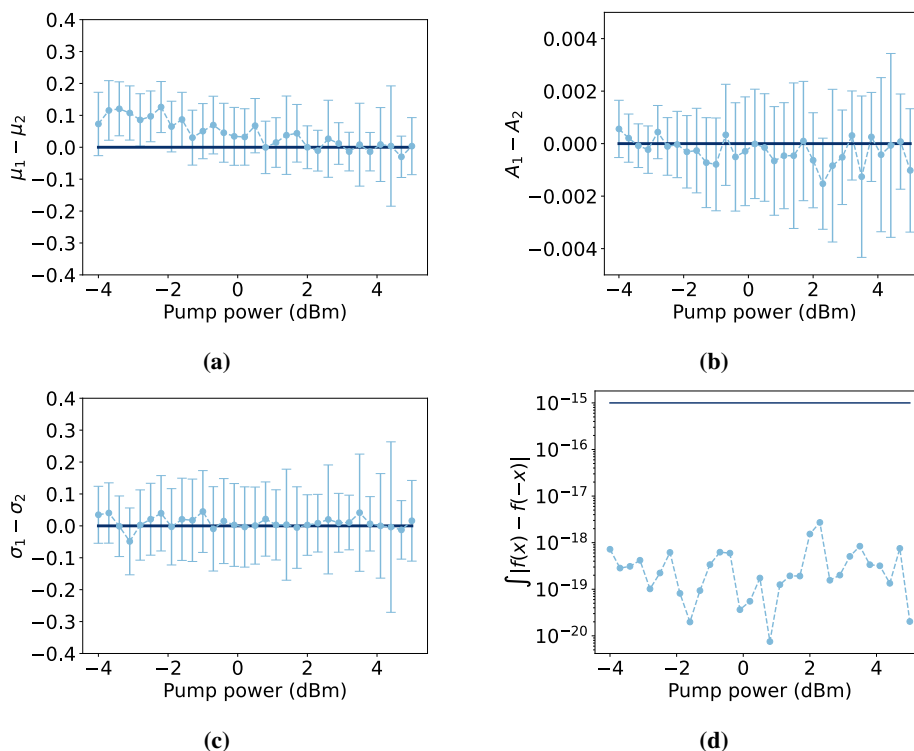 0.4
0.3
0.2
0.1
0.0
−0.1
−0.2
−0.3
−0.4
μ₁ − μ₂
−4 −2 0 2 4
Pump power (dBm)
(a)
0.004
0.002
0.000
−0.002
−0.004
A₁ − A₂
−4 −2 0 2 4
Pump power (dBm)
(b)
0.4
0.3
0.2
0.1
0.0
−0.1
−0.2
−0.3
−0.4
σ₁ − σ₂
−4 −2 0 2 4
Pump power (dBm)
(c)
10⁻¹⁵
10⁻¹⁶
10⁻¹⁷
10⁻¹⁸
10⁻¹⁹
10⁻²⁰
∫|f(x) − f(−x)|
−4 −2 0 2 4
Pump power (dBm)
(d)